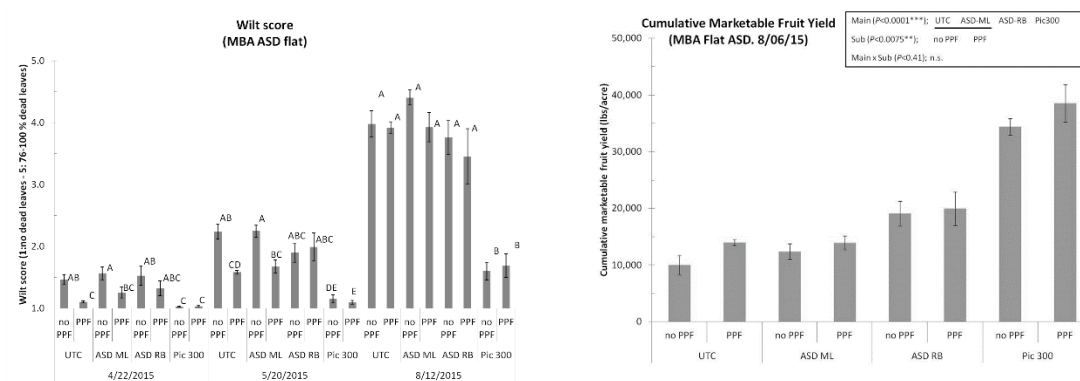 Wilt score
(MBA ASD flat)
Wilt score (1:no dead leaves - 5: 76-100 % dead leaves)
5.0
4.0
3.0
2.0
1.0
AB
C
A
BC
AB
ABC
C
C
AB
CD
A
BC
ABC
ABC
DE
E
A
A
A
A
A
A
B
B
no PPF PPF no PPF PPF no PPF PPF no PPF PPF no PPF PPF no PPF PPF no PPF PPF no PPF PPF no PPF PPF no PPF PPF no PPF PPF no PPF PPF
UTC ASD ML ASD RB Pic 300 UTC ASD ML ASD RB Pic 300 UTC ASD ML ASD RB Pic 300
4/22/2015 5/20/2015 8/12/2015
Cumulative Marketable Fruit Yield
(MBA Flat ASD. 8/06/15)
Main (P<0.0001***); UTC ASD-ML ASD-RB Pic300
Sub (P<0.0075**); no PPF PPF
Main x Sub (P<0.41); n.s.
Cumulative marketable fruit yield (lbs/acre)
50,000
40,000
30,000
20,000
10,000
0
no PPF PPF no PPF PPF no PPF PPF no PPF PPF
UTC ASD ML ASD RB Pic 300